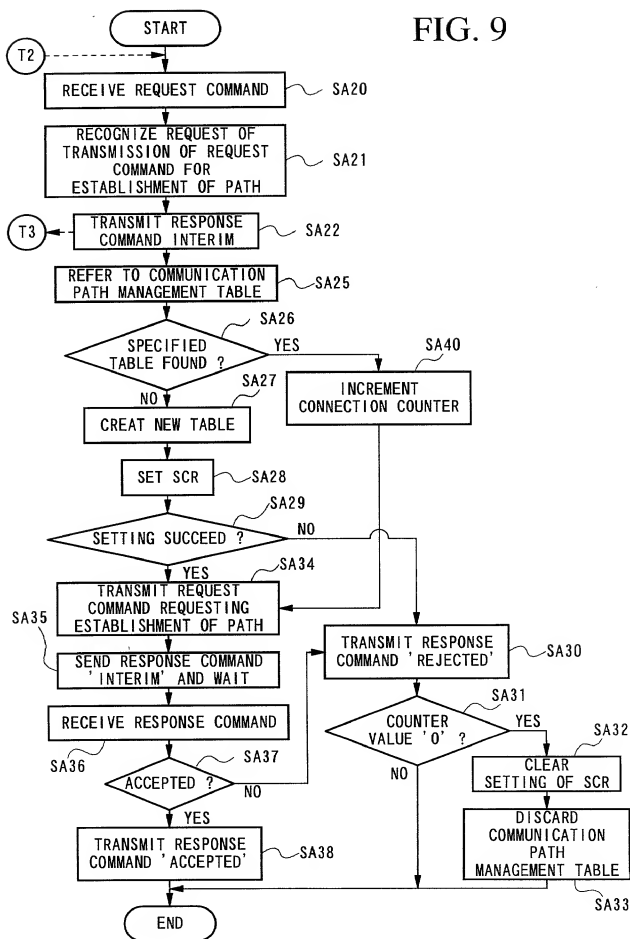 FIG. 9
START
T2
RECEIVE REQUEST COMMAND
SA20
RECOGNIZE REQUEST OF
TRANSMISSION OF REQUEST
COMMAND FOR
ESTABLISHMENT OF PATH
SA21
T3
TRANSMIT RESPONSE
COMMAND INTERIM
SA22
REFER TO COMMUNICATION
PATH MANAGEMENT TABLE
SA25
SA26
SPECIFIED
TABLE FOUND ?
YES
NO
SA40
INCREMENT
CONNECTION COUNTER
SA27
CREAT NEW TABLE
SET SCR
SA28
SA29
SETTING SUCCEED ?
NO
YES
SA34
TRANSMIT REQUEST
COMMAND REQUESTING
ESTABLISHMENT OF PATH
SA35
SEND RESPONSE COMMAND
'INTERIM' AND WAIT
TRANSMIT RESPONSE
COMMAND 'REJECTED'
SA30
RECEIVE RESPONSE COMMAND
SA36
SA31
COUNTER
VALUE '0' ?
YES
NO
SA32
CLEAR
SETTING OF SCR
SA37
ACCEPTED ?
NO
YES
TRANSMIT RESPONSE
COMMAND 'ACCEPTED'
SA38
DISCARD
COMMUNICATION
PATH
MANAGEMENT TABLE
SA33
END